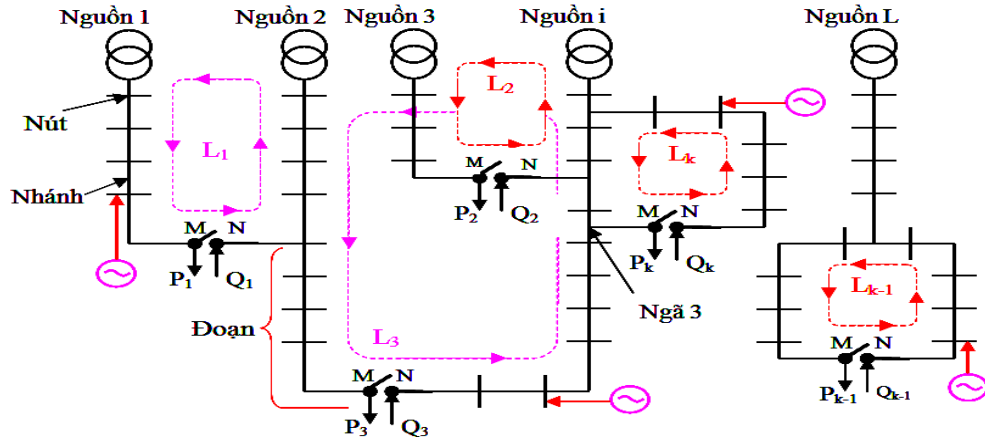 Nguồn 1
Nguồn 2
Nguồn 3
Nguồn i
Nguồn L
Nút
Nhánh
L1
L2
Lk
M
N
P1
Q1
M
N
P2
Q2
M
N
Pk
Qk
Ngã 3
Đoạn
L3
Lk-1
M
N
P3
Q3
M
N
Pk-1
Qk-1